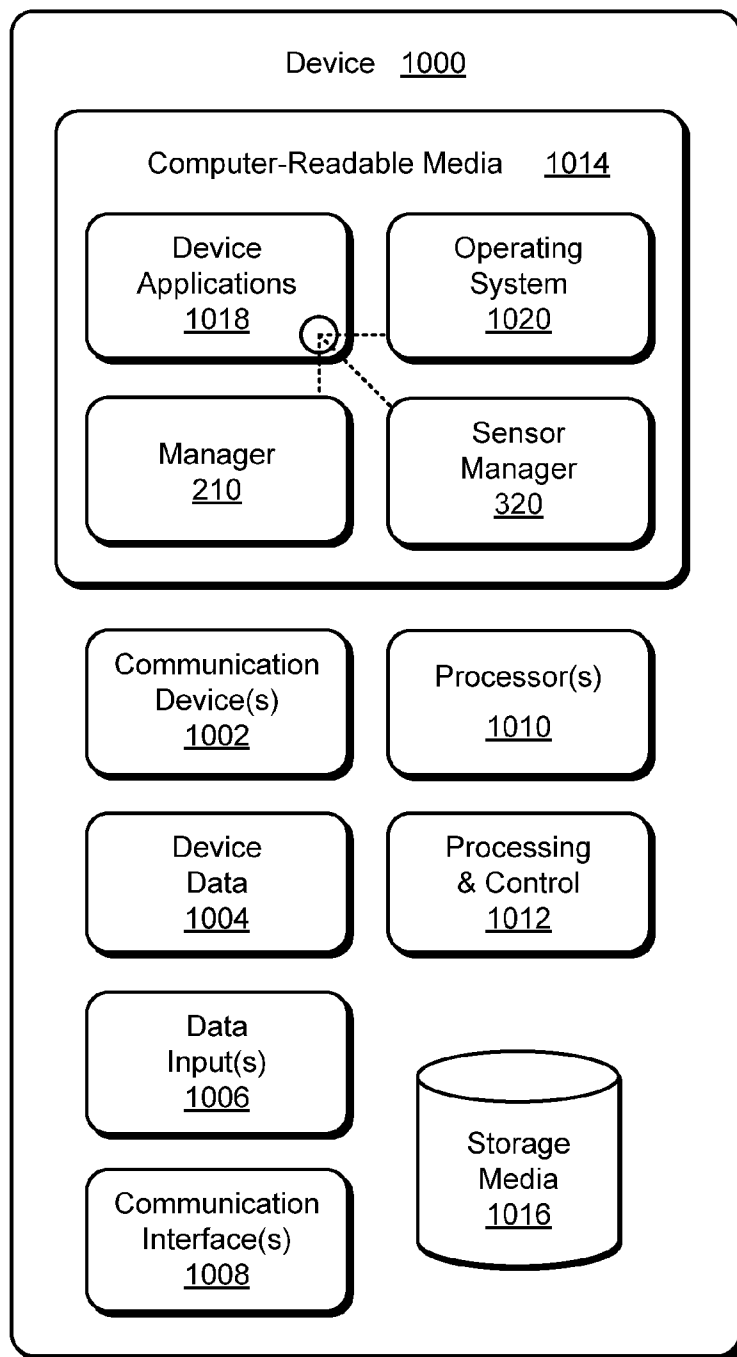 Device 1000
Computer-Readable Media 1014
Device
Applications
1018
Operating
System
1020
Manager
210
Sensor
Manager
320
Communication
Device(s)
1002
Processor(s)
1010
Device
Data
1004
Processing
& Control
1012
Data
Input(s)
1006
Storage
Media
1016
Communication
Interface(s)
1008